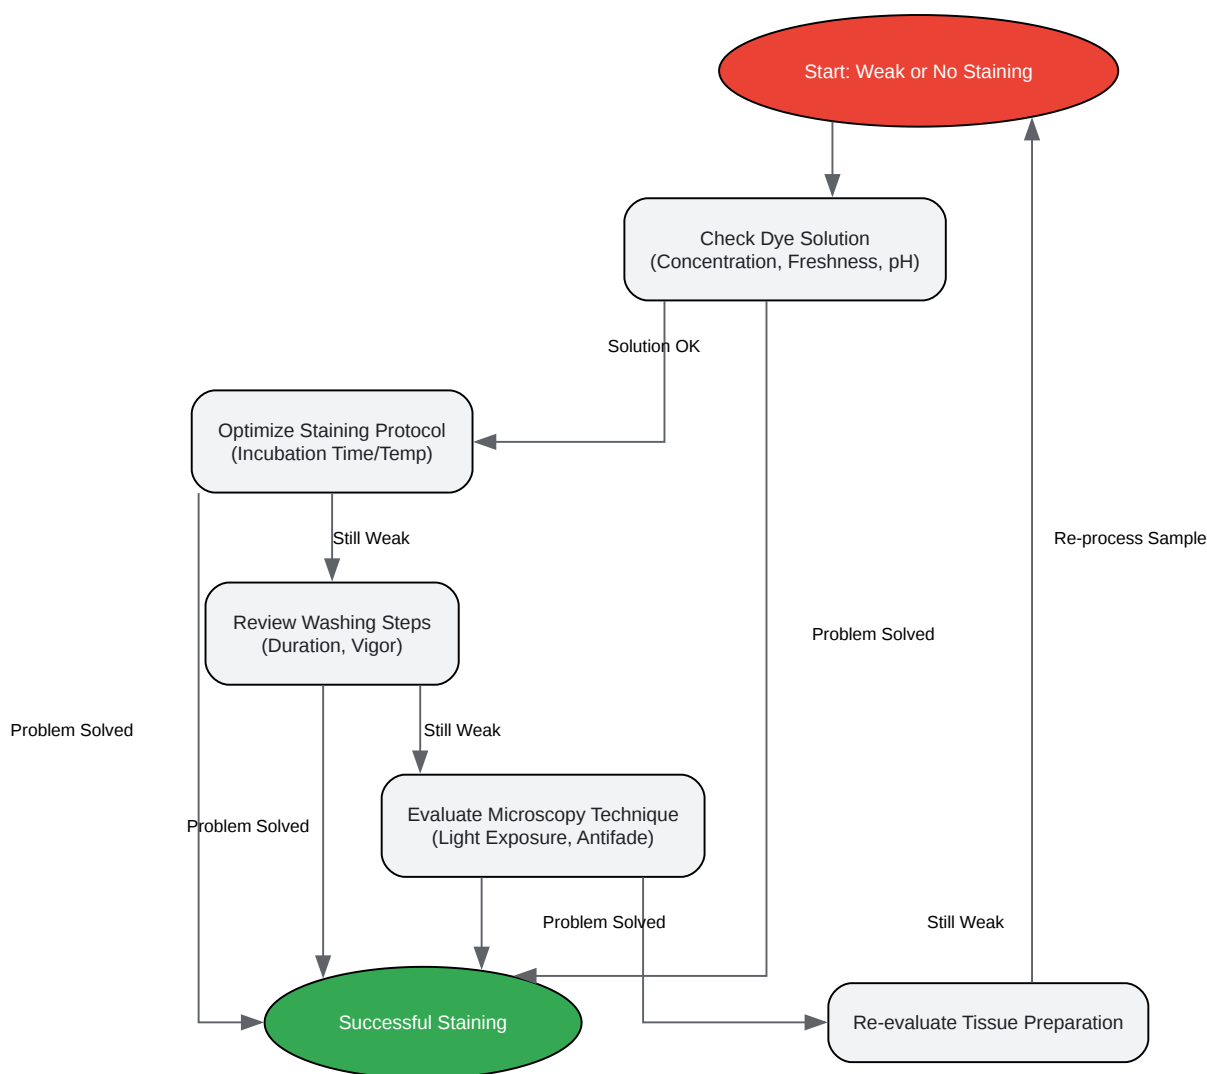 Start: Weak or No Staining
Check Dye Solution
(Concentration, Freshness, pH)
Solution OK
Optimize Staining Protocol
(Incubation Time/Temp)
Still Weak
Re-process Sample
Review Washing Steps
(Duration, Vigor)
Problem Solved
Problem Solved
Still Weak
Evaluate Microscopy Technique
(Light Exposure, Antifade)
Problem Solved
Problem Solved
Still Weak
Successful Staining
Re-evaluate Tissue Preparation